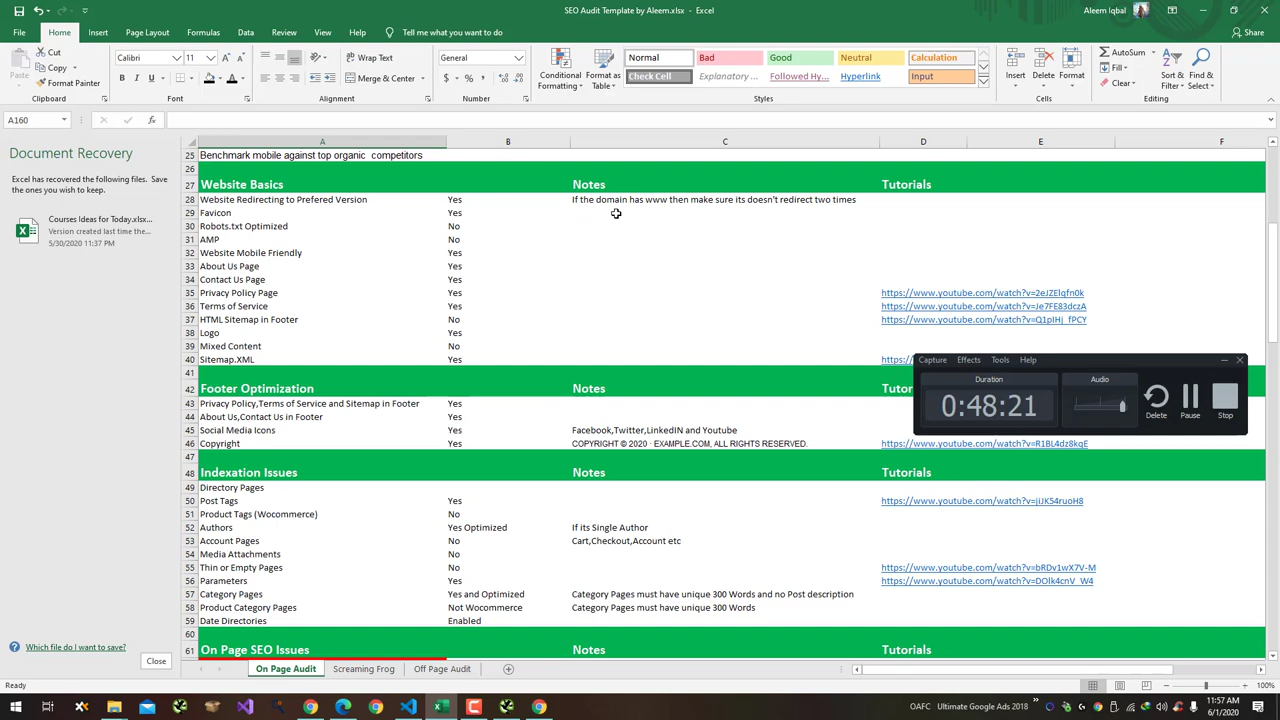 SEO Audit Template by Aleem.xlsx - Excel
Aleem Iqbal
File Home Insert Page Layout Formulas Data Review View Help Tell me what you want to do
Share
Cut
Copy
Format Painter
Clipboard
Calibri 11
B I U
Font
Wrap Text
Merge & Center
Alignment
General
$ % ,
Number
Conditional Formatting
Format as Table
Normal Bad Good Neutral Calculation
Check Cell Explanatory ... Followed Hy... Hyperlink Input
Styles
Insert Delete Format
Cells
AutoSum
Fill
Clear
Sort & Filter
Find & Select
Editing
A160
fx
Document Recovery
Excel has recovered the following files. Save the ones you wish to keep.
Courses Ideas for Today.xlsx...
Version created last time the...
5/30/2020 11:37 PM
Which file do I want to save?
Close
A B C D E F
25 Benchmark mobile against top organic competitors
26
27 Website Basics Notes Tutorials
28 Website Redirecting to Prefered Version Yes If the domain has www then make sure its doesn't redirect two times
29 Favicon Yes
30 Robots.txt Optimized No
31 AMP No
32 Website Mobile Friendly Yes
33 About Us Page Yes
34 Contact Us Page Yes
35 Privacy Policy Page Yes https://www.youtube.com/watch?v=2eJZElqfn0k
36 Terms of Service Yes https://www.youtube.com/watch?v=Je7FE83dczA
37 HTML Sitemap in Footer No https://www.youtube.com/watch?v=Q1pIHj_fPCY
38 Logo Yes
39 Mixed Content No
40 Sitemap.XML Yes
41
42 Footer Optimization Notes
43 Privacy Policy,Terms of Service and Sitemap in Footer Yes
44 About Us,Contact Us in Footer Yes
45 Social Media Icons Yes Facebook,Twitter,LinkedIN and Youtube
46 Copyright Yes COPYRIGHT © 2020 · EXAMPLE.COM, ALL RIGHTS RESERVED. https://www.youtube.com/watch?v=R1BL4dz8kqE
47
48 Indexation Issues Notes Tutorials
49 Directory Pages
50 Post Tags Yes https://www.youtube.com/watch?v=jiJK54ruoH8
51 Product Tags (Wocommerce) No
52 Authors Yes Optimized If its Single Author
53 Account Pages No Cart,Checkout,Account etc
54 Media Attachments No
55 Thin or Empty Pages No https://www.youtube.com/watch?v=bRDv1wX7V-M
56 Parameters Yes https://www.youtube.com/watch?v=DOlk4cnV_W4
57 Category Pages Yes and Optimized Category Pages must have unique 300 Words and no Post description
58 Product Category Pages Not Wocommerce Category Pages must have unique 300 Words
59 Date Directories Enabled
60
61 On Page SEO Issues Notes Tutorials
Capture Effects Tools Help
Duration
0:48:21
Audio
Delete Pause Stop
On Page Audit Screaming Frog Off Page Audit
Ready
100%
OAFC Ultimate Google Ads 2018
11:57 AM
6/1/2020